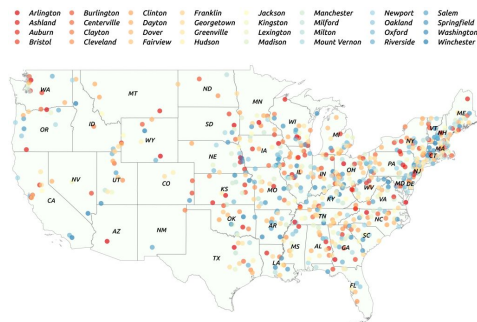 Arlington Burlington Clinton Franklin Jackson Manchester Newport Salem
Ashland Centerville Dayton Georgetown Kingston Milford Oakland Springfield
Auburn Clayton Dover Greenville Lexington Milton Oxford Washington
Bristol Cleveland Fairview Hudson Madison Mount Vernon Riverside Winchester
WA MT ND MN ME
OR ID SD WI MI VT NH
WY NY MA
CT
NE IA PA NJ
NV UT CO KS MO IL IN OH WV MD DE
CA KY VA
AZ NM OK AR TN NC
SC
TX LA MS AL GA
FL